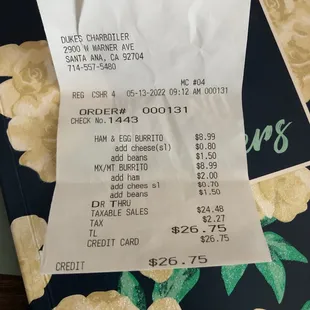 DUKES CHARBOILER
2900 W WARNER AVE
SANTA ANA, CA 92704
714-557-5480
MC #04
REG CSHR 4 05-13-2022 09:12 AM 000131
ORDER# 000131
CHECK No.1443
HAM & EGG BURRITO $8.99
add cheese(sl) $0.80
add beans $1.50
MX/MT BURRITO $8.99
add ham $2.00
add chees sl $0.70
add beans $1.50
DR THRU
TAXABLE SALES $24.48
TAX $2.27
TL $26.75
CREDIT CARD $26.75
CREDIT $26.75
ers